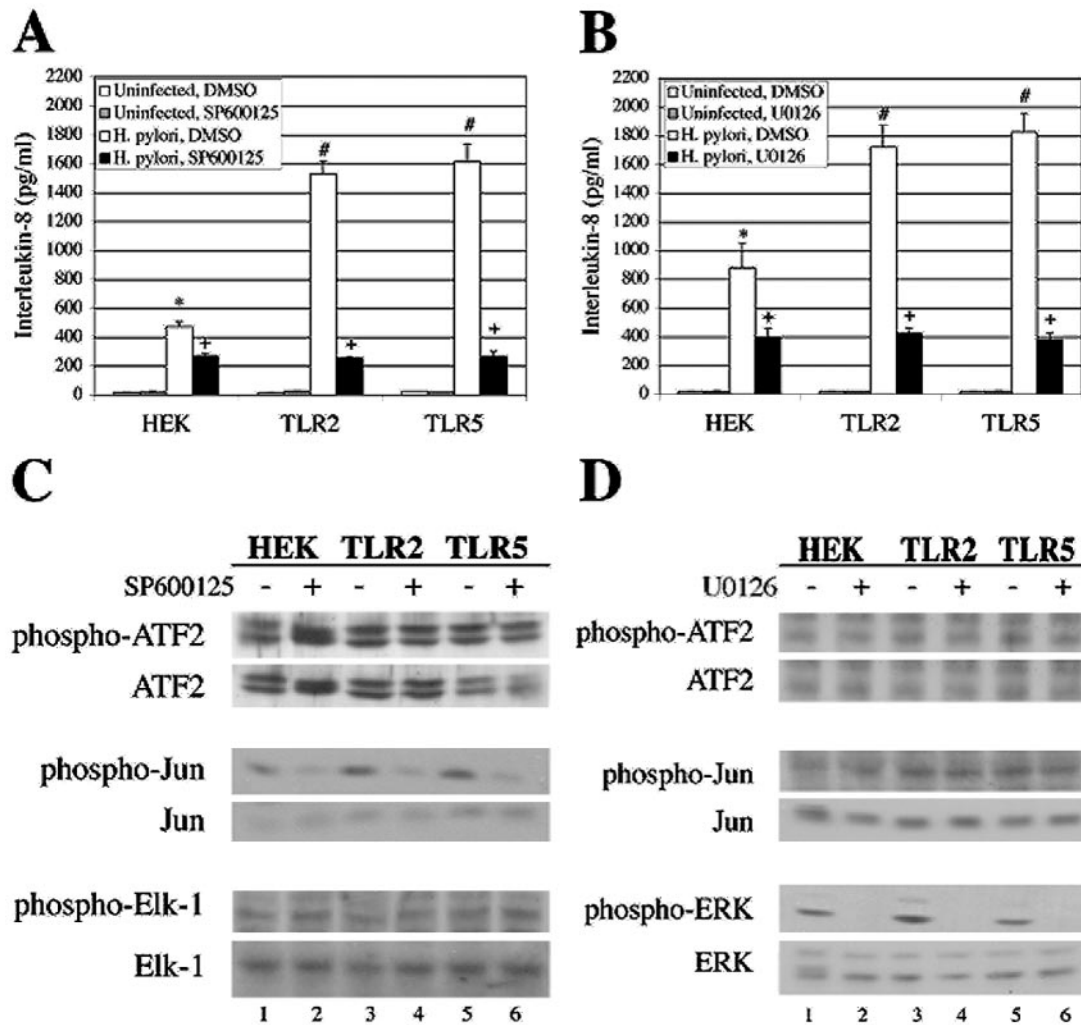 A
Interleukin-8 (pg/ml)
2200
2000
1800
1600
1400
1200
1000
800
600
400
200
0
Uninfected, DMSO
Uninfected, SP600125
H. pylori, DMSO
H. pylori, SP600125
* + # + # +
HEK TLR2 TLR5
B
Interleukin-8 (pg/ml)
2200
2000
1800
1600
1400
1200
1000
800
600
400
200
0
Uninfected, DMSO
Uninfected, U0126
H. pylori, DMSO
H. pylori, U0126
* + # + # +
HEK TLR2 TLR5
C
HEK TLR2 TLR5
SP600125 - + - + - +
phospho-ATF2
ATF2
phospho-Jun
Jun
phospho-Elk-1
Elk-1
1 2 3 4 5 6
D
HEK TLR2 TLR5
U0126 - + - + - +
phospho-ATF2
ATF2
phospho-Jun
Jun
phospho-ERK
ERK
1 2 3 4 5 6